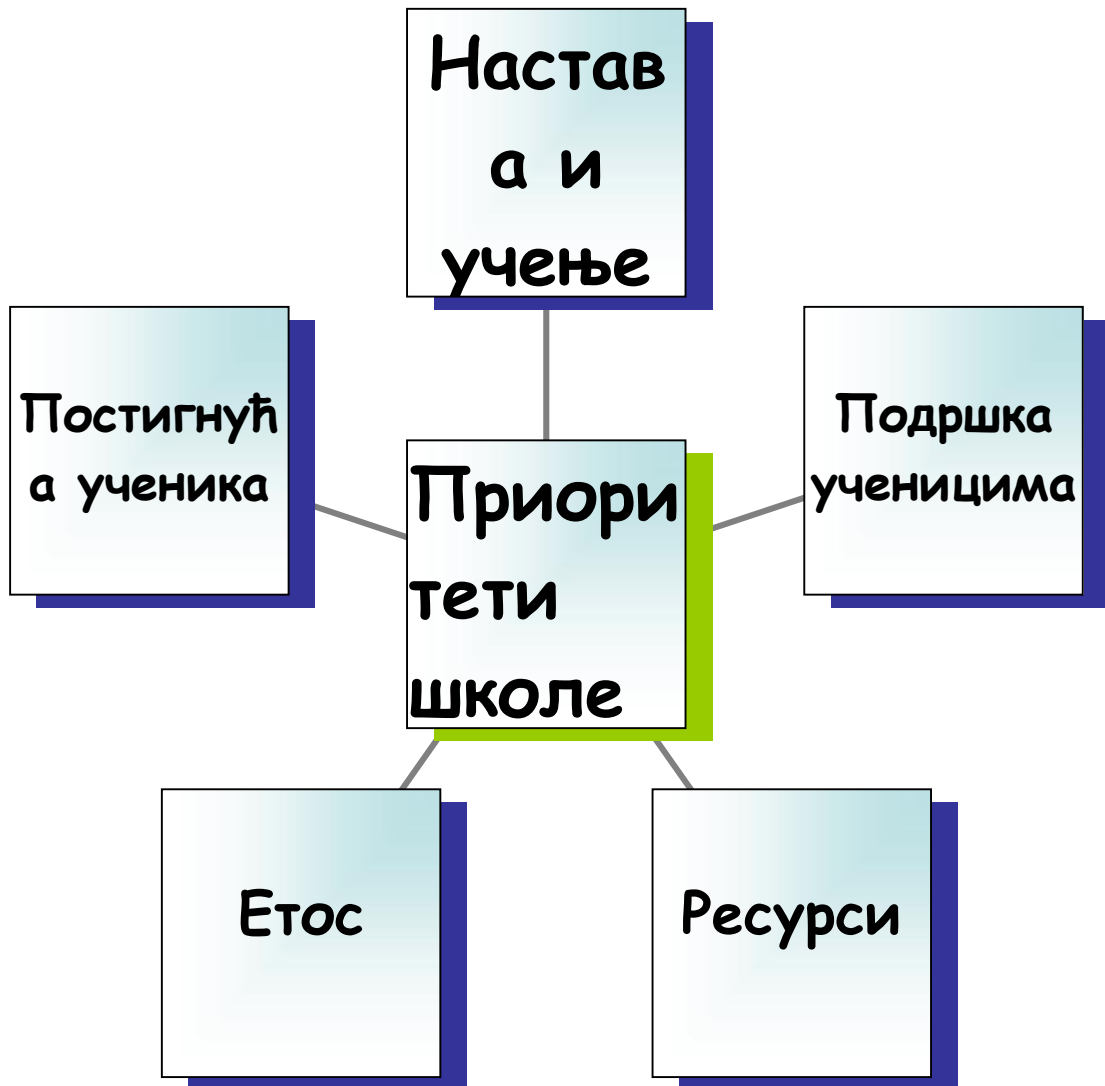 Настав
а и
учење
Постигнућ
а ученика
Подршка
ученицима
Приори
тети
школе
Етос
Ресурси